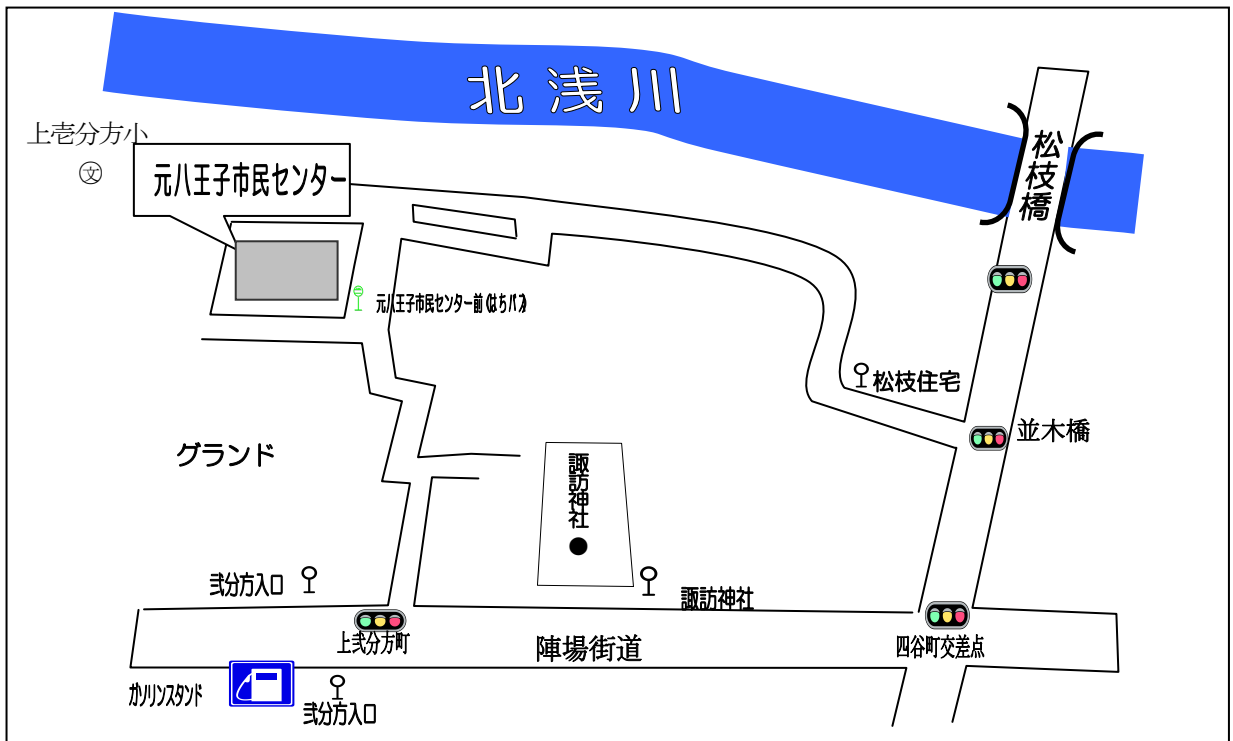 北浅川
上壱分方小
文
元八王子市民センター
松枝橋
元八王子市民センター前(はちバス)
松枝住宅
並木橋
グランド
諏訪神社
弐分方入口
諏訪神社
上弐分方町
陣場街道
四谷町交差点
ガソリンスタンド
弐分方入口